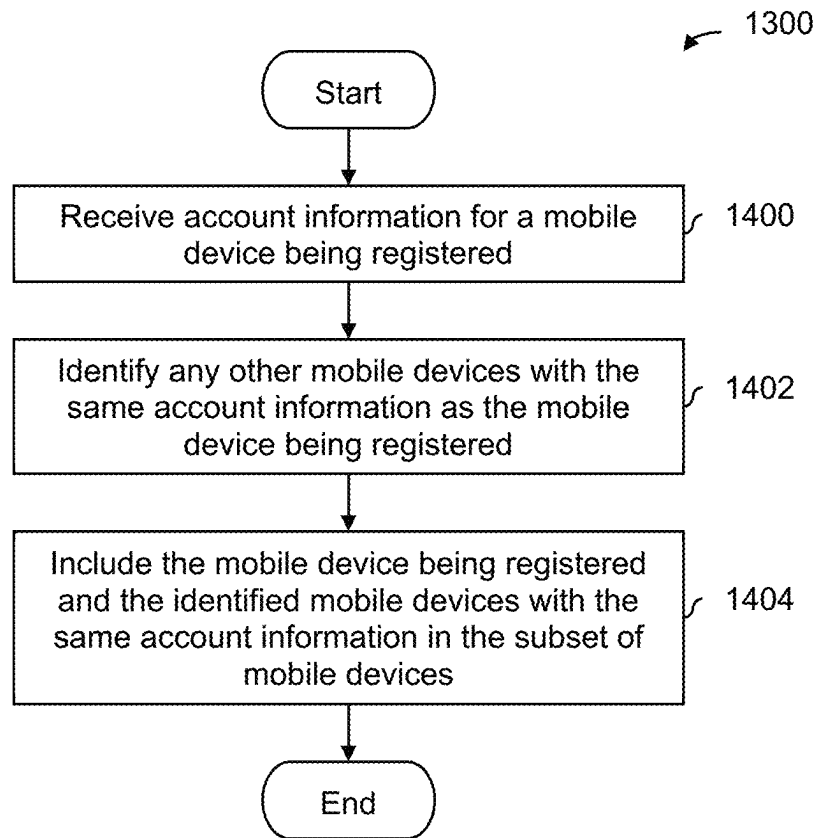 1300
Start
Receive account information for a mobile
device being registered
1400
Identify any other mobile devices with the
same account information as the mobile
device being registered
1402
Include the mobile device being registered
and the identified mobile devices with the
same account information in the subset of
mobile devices
1404
End